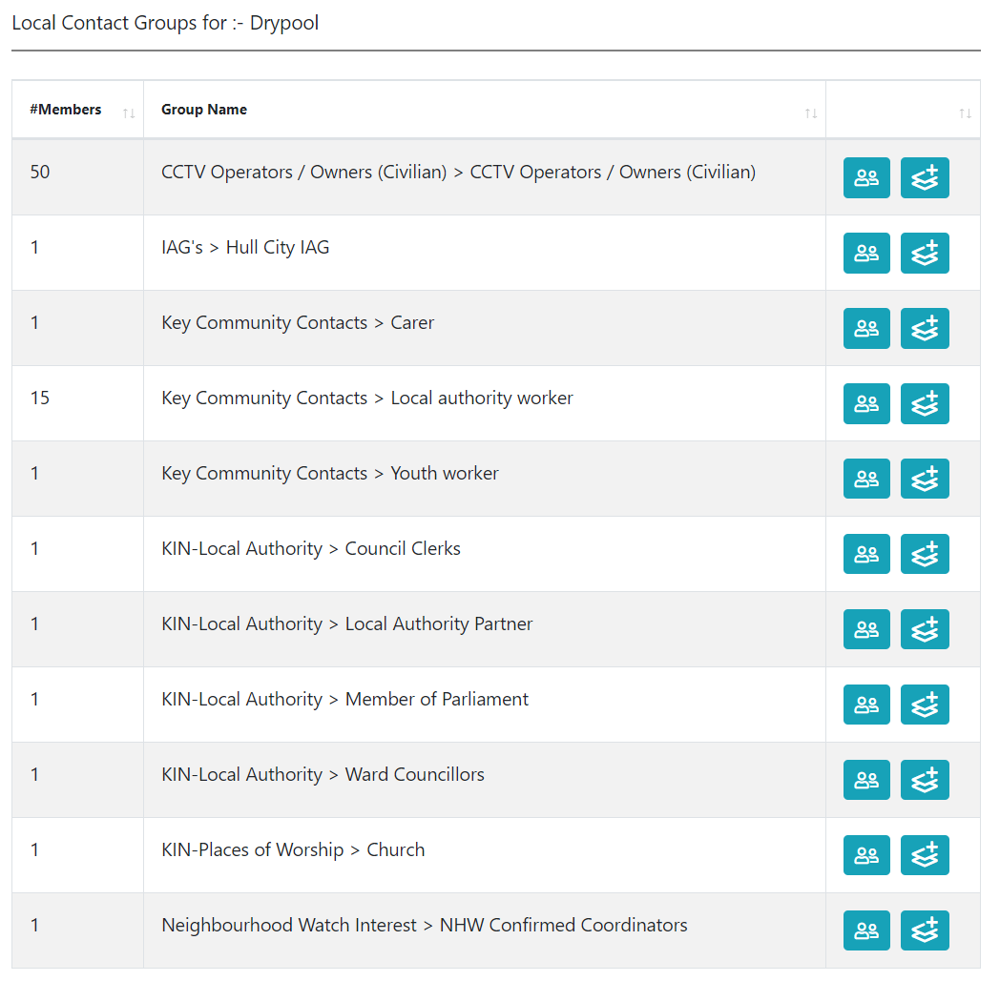 Local Contact Groups for :- Drypool
#Members ↑↓ Group Name ↑↓ ↑↓
50 CCTV Operators / Owners (Civilian) > CCTV Operators / Owners (Civilian)
1 IAG's > Hull City IAG
1 Key Community Contacts > Carer
15 Key Community Contacts > Local authority worker
1 Key Community Contacts > Youth worker
1 KIN-Local Authority > Council Clerks
1 KIN-Local Authority > Local Authority Partner
1 KIN-Local Authority > Member of Parliament
1 KIN-Local Authority > Ward Councillors
1 KIN-Places of Worship > Church
1 Neighbourhood Watch Interest > NHW Confirmed Coordinators